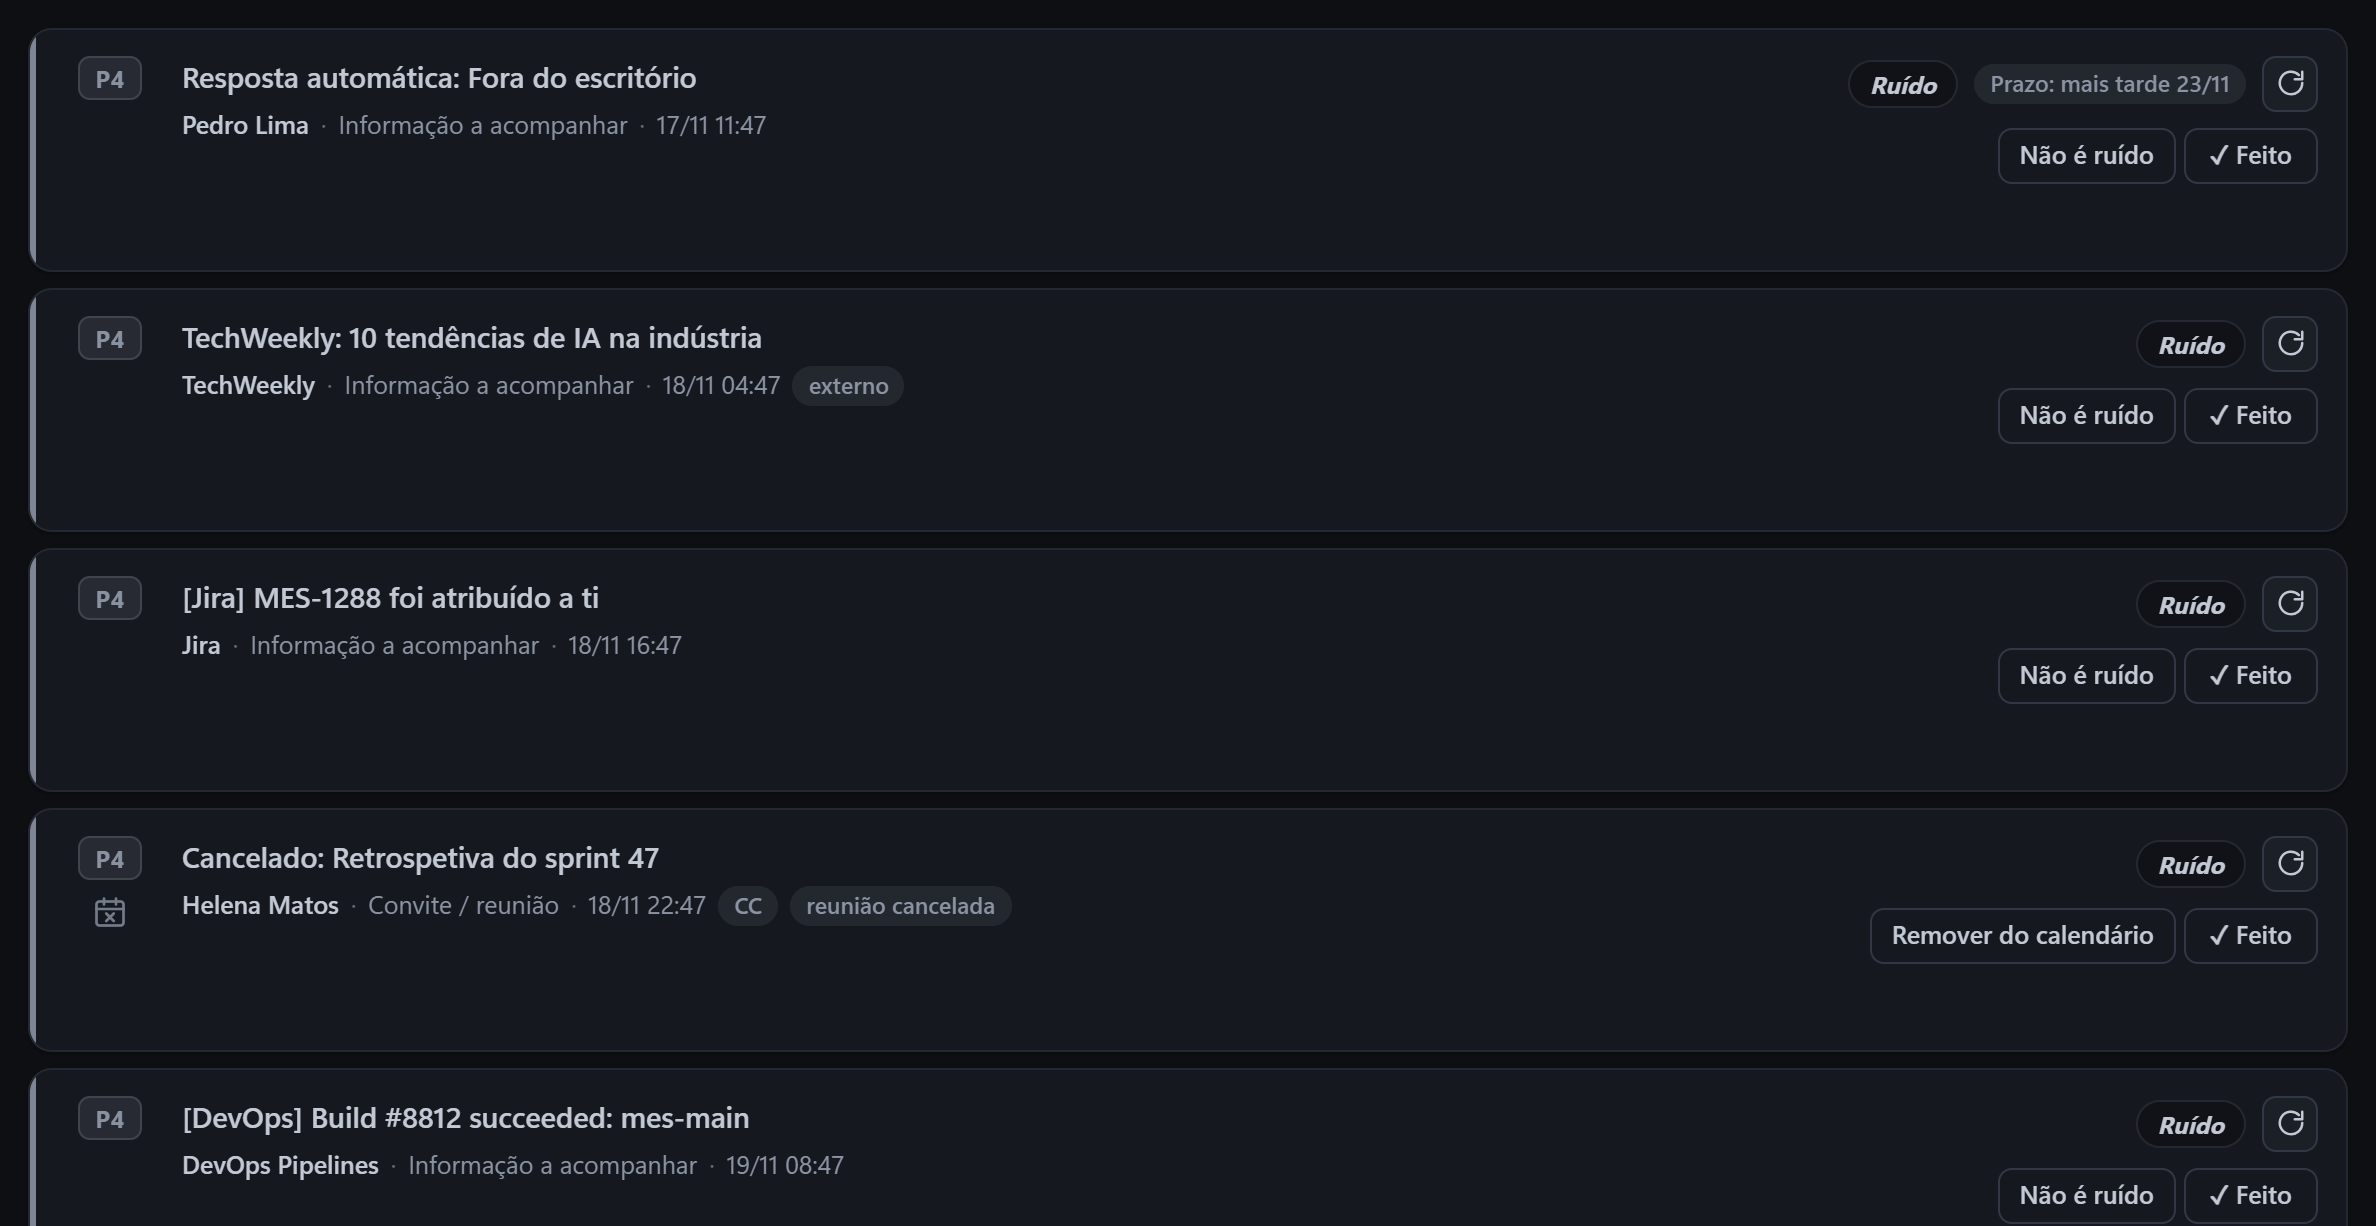 P4 Resposta automática: Fora do escritório Ruído Prazo: mais tarde 23/11
Pedro Lima · Informação a acompanhar · 17/11 11:47
Não é ruído ✓ Feito
P4 TechWeekly: 10 tendências de IA na indústria Ruído
TechWeekly · Informação a acompanhar · 18/11 04:47 externo
Não é ruído ✓ Feito
P4 [Jira] MES-1288 foi atribuído a ti Ruído
Jira · Informação a acompanhar · 18/11 16:47
Não é ruído ✓ Feito
P4 Cancelado: Retrospetiva do sprint 47 Ruído
Helena Matos · Convite / reunião · 18/11 22:47 CC reunião cancelada
Remover do calendário ✓ Feito
P4 [DevOps] Build #8812 succeeded: mes-main Ruído
DevOps Pipelines · Informação a acompanhar · 19/11 08:47
Não é ruído ✓ Feito